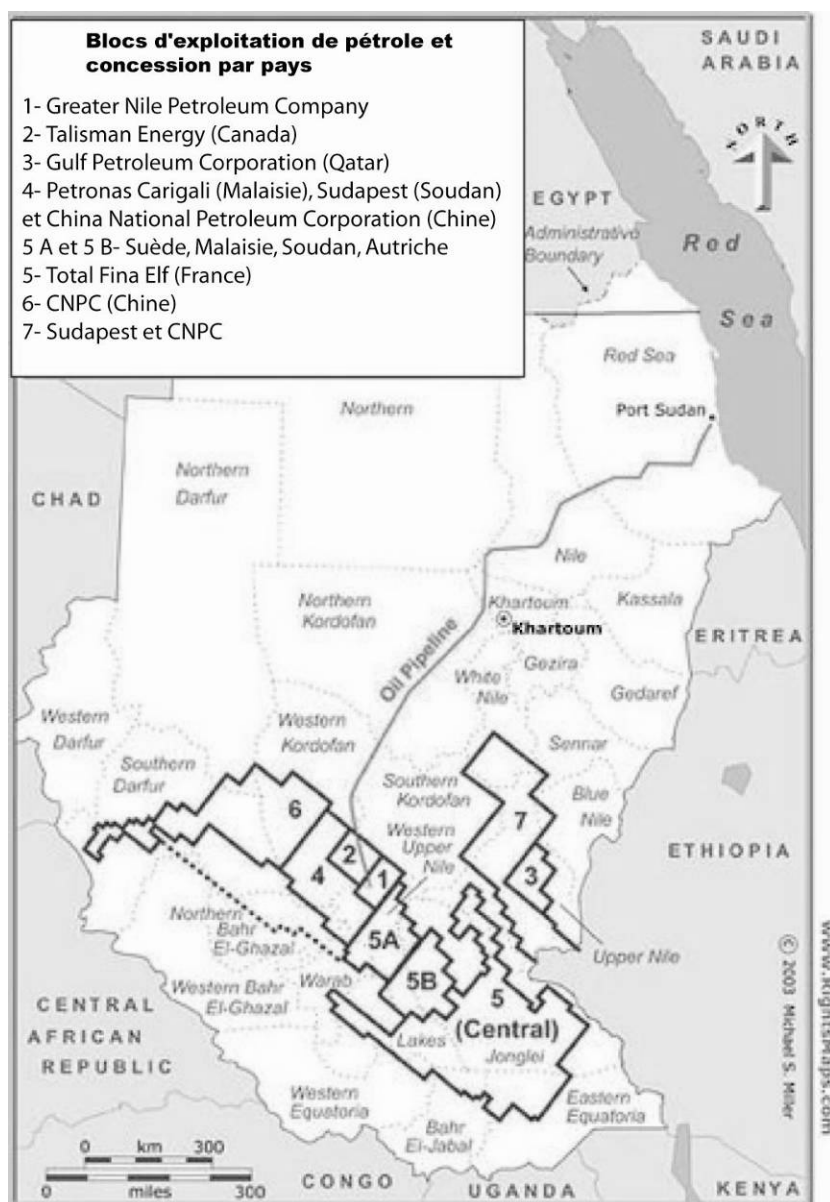 Blocs d'exploitation de pétrole et
concession par pays
1- Greater Nile Petroleum Company
2- Talisman Energy (Canada)
3- Gulf Petroleum Corporation (Qatar)
4- Petronas Carigali (Malaisie), Sudapest (Soudan)
et China National Petroleum Corporation (Chine)
5 A et 5 B- Suède, Malaisie, Soudan, Autriche
5- Total Fina Elf (France)
6- CNPC (Chine)
7- Sudapest et CNPC
SAUDI
ARABIA
NORTH
EGYPT
Administrative
Boundary
Red
Sea
Red Sea
Port Sudan
Northern
Northern
Darfur
CHAD
Nile
Northern
Kordofan
Khartoum
Khartoum
Kassala
ERITREA
Oil Pipeline
Gezira
White
Nile
Gedaref
Western
Darfur
Western
Kordofan
Sennar
Southern
Darfur
Southern
Kordofan
Blue
Nile
6
7
Western
Upper
Nile
ETHIOPIA
2
3
4
1
Northern
Bahr
El-Ghazal
5A
Upper Nile
Western Bahr
El-Ghazal
Warab
5B
5
(Central)
CENTRAL
AFRICAN
REPUBLIC
Lakes
Jonglei
Western
Equatoria
Eastern
Equatoria
Bahr
El-Jabal
0 km 300
0 miles 300
CONGO
UGANDA
KENYA
© 2003 Michael S. Miller
www.RightsMaps.com